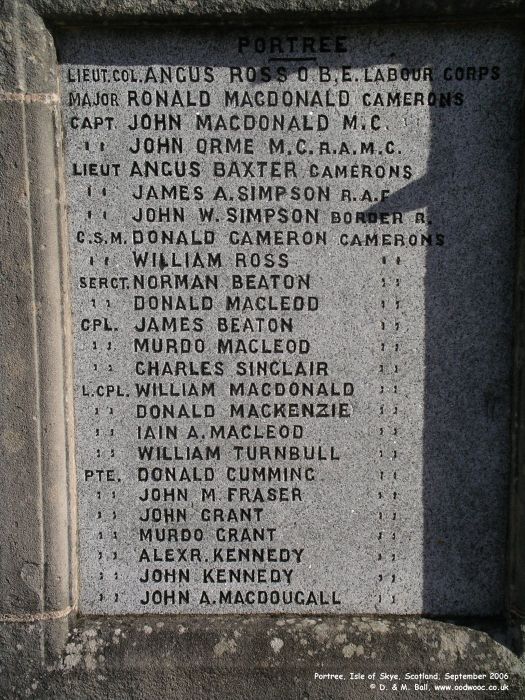 PORTREE
LIEUT.COL. ANGUS ROSS O.B.E. LABOUR CORPS
MAJOR RONALD MACDONALD CAMERONS
CAPT. JOHN MACDONALD M.C. ,,
,, JOHN ORME M.C. R.A.M.C.
LIEUT ANGUS BAXTER CAMERONS
,, JAMES A. SIMPSON R.A.F
,, JOHN W. SIMPSON BORDER R.
C.S.M. DONALD CAMERON CAMERONS
,, WILLIAM ROSS ,,
SERGT. NORMAN BEATON ,,
,, DONALD MACLEOD ,,
CPL. JAMES BEATON ,,
,, MURDO MACLEOD ,,
,, CHARLES SINCLAIR ,,
L.CPL. WILLIAM MACDONALD ,,
,, DONALD MACKENZIE ,,
,, IAIN A. MACLEOD ,,
,, WILLIAM TURNBULL ,,
PTE. DONALD CUMMING ,,
,, JOHN M. FRASER ,,
,, JOHN GRANT ,,
,, MURDO GRANT ,,
,, ALEXR. KENNEDY ,,
,, JOHN KENNEDY ,,
,, JOHN A. MACDOUGALL ,,
Portree, Isle of Skye, Scotland, September 2006
© D. & M. Ball, www.oodwooc.co.uk